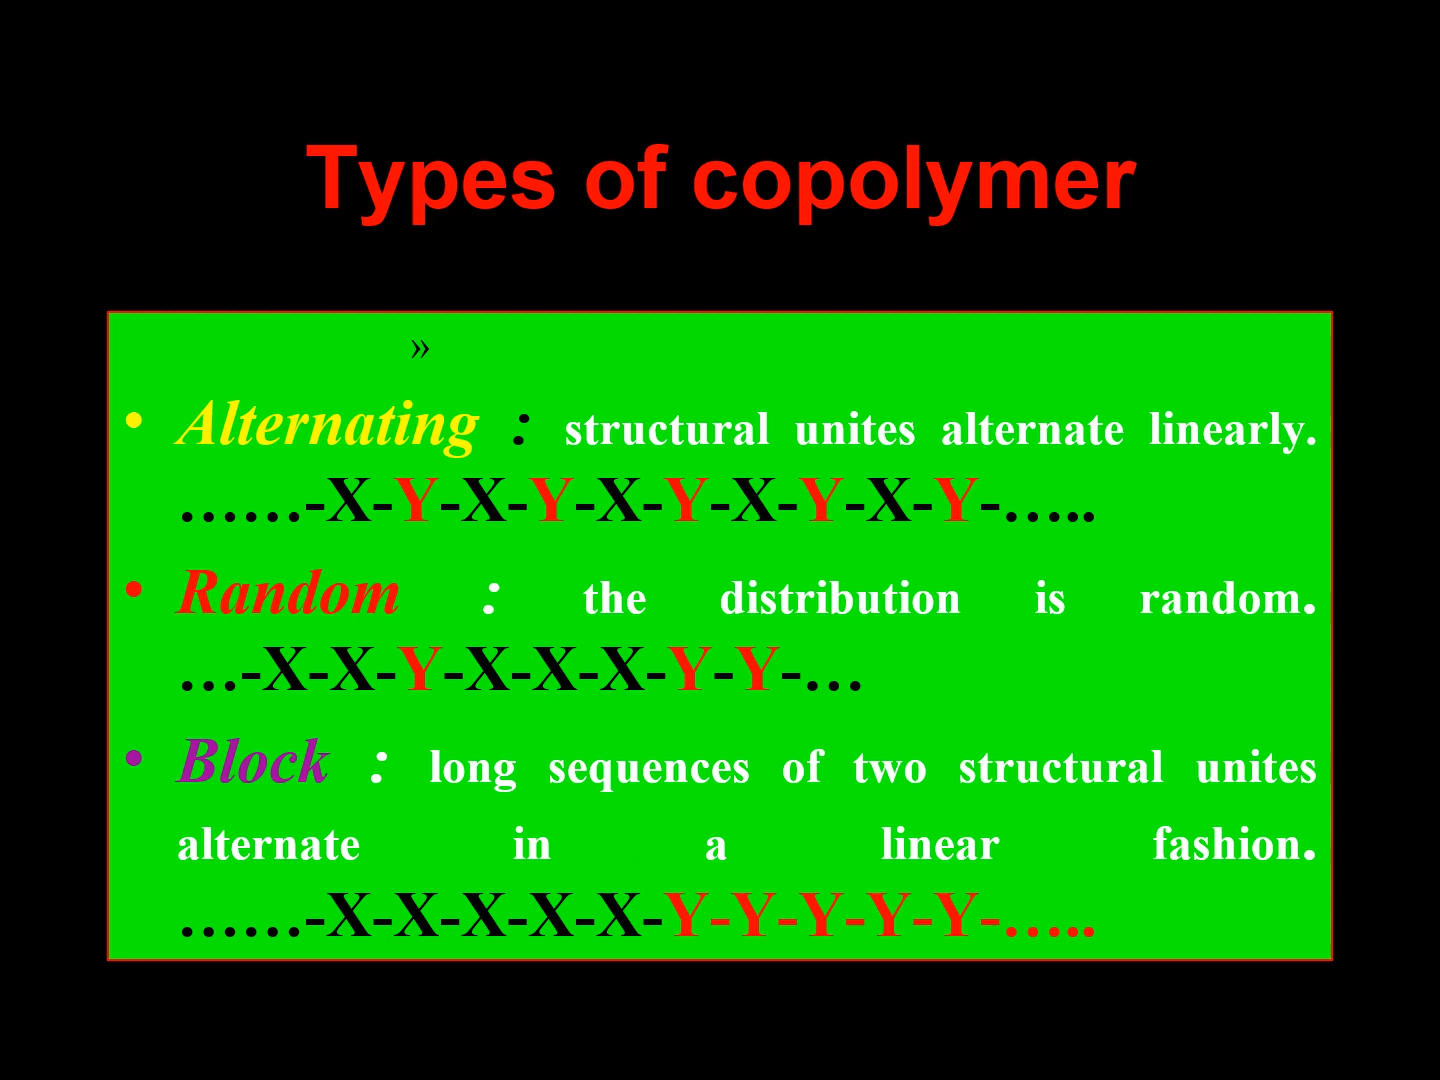 Types of copolymer
»
• Alternating : structural unites alternate linearly.
……-X-Y-X-Y-X-Y-X-Y-X-Y-…..
• Random : the distribution is random.
…-X-X-Y-X-X-X-Y-Y-…
• Block : long sequences of two structural unites
alternate in a linear fashion.
……-X-X-X-X-X-Y-Y-Y-Y-Y-…..